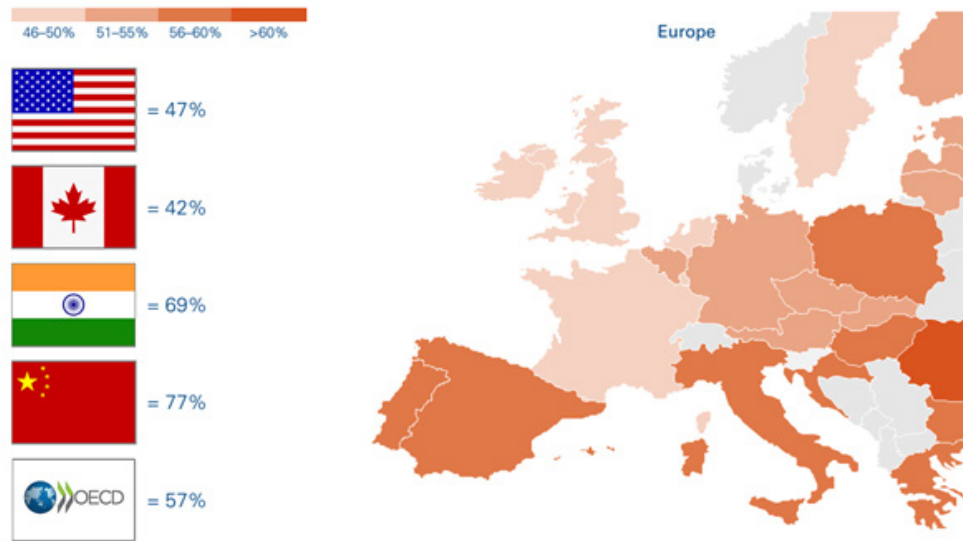 46–50% 51–55% 56–60% >60%
Europe
= 47%
= 42%
= 69%
= 77%
OECD
= 57%